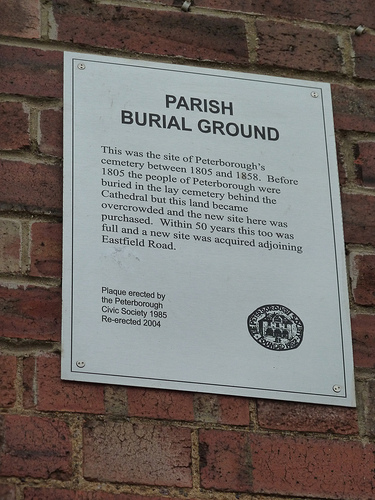 PARISH
BURIAL GROUND
This was the site of Peterborough's
cemetery between 1805 and 1858. Before
1805 the people of Peterborough were
buried in the lay cemetery behind the
Cathedral but this land became
overcrowded and the new site here was
purchased. Within 50 years this too was
full and a new site was acquired adjoining
Eastfield Road.
Plaque erected by
the Peterborough
Civic Society 1985
Re-erected 2004